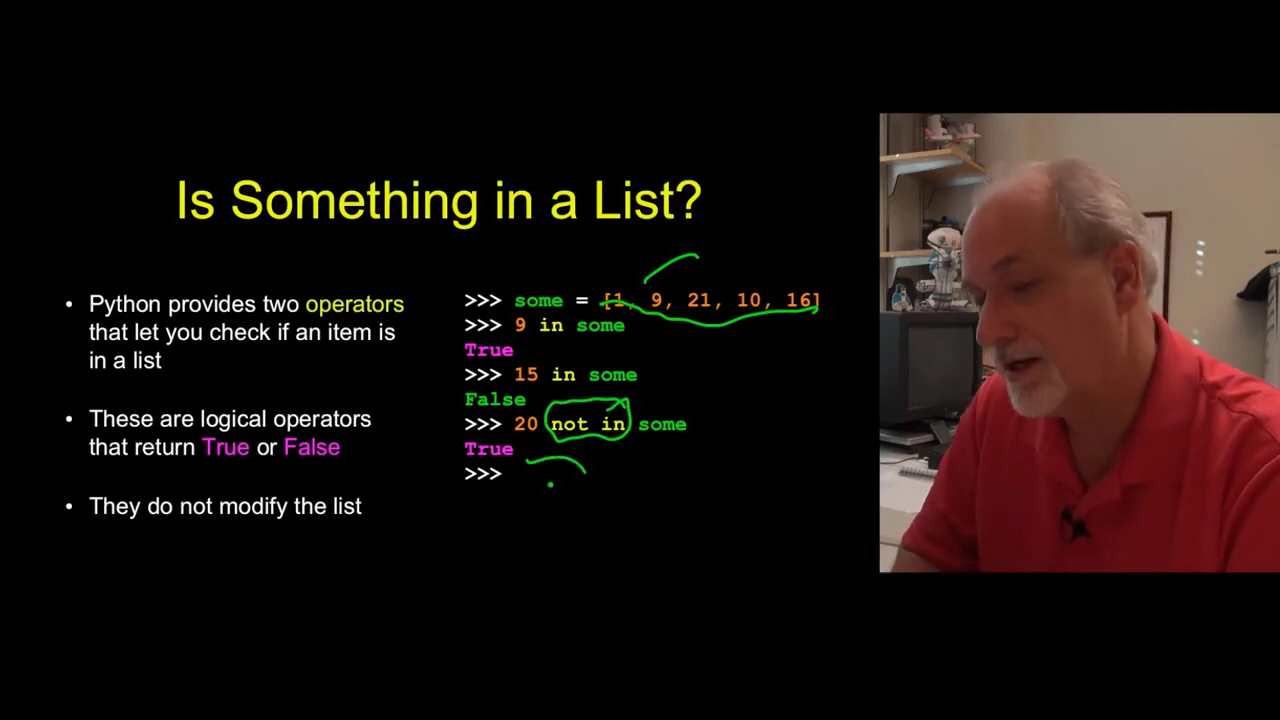 Is Something in a List?
• Python provides two operators
that let you check if an item is
in a list
• These are logical operators
that return True or False
• They do not modify the list
>>> some = [1, 9, 21, 10, 16]
>>> 9 in some
True
>>> 15 in some
False
>>> 20 not in some
True
>>>